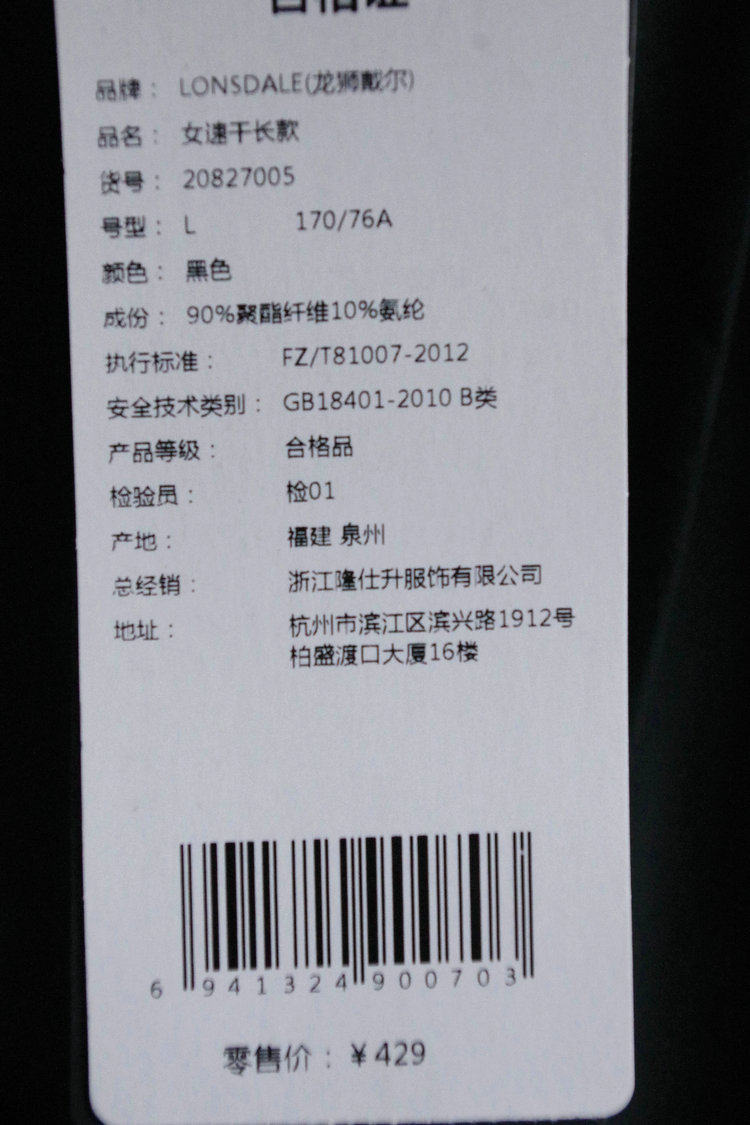 合格证
品牌： LONSDALE(龙狮戴尔)
品名： 女速干长款
货号： 20827005
号型： L 170/76A
颜色： 黑色
成份： 90%聚酯纤维10%氨纶
执行标准： FZ/T81007-2012
安全技术类别： GB18401-2010 B类
产品等级： 合格品
检验员： 检01
产地： 福建 泉州
总经销： 浙江隆仕升服饰有限公司
地址： 杭州市滨江区滨兴路1912号
柏盛渡口大厦16楼
6 941324 900703
零售价：￥429